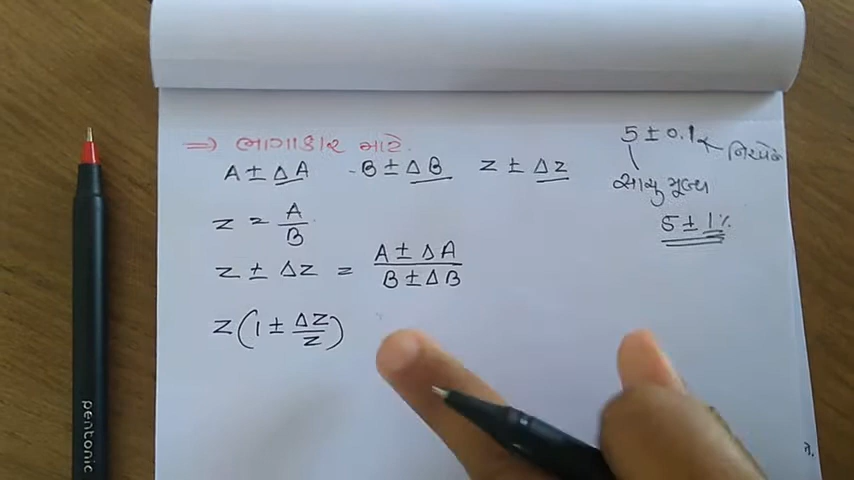 ⇒ ભાગાકાર માટે
A ± ΔA - B ± ΔB Z ± ΔZ
Z = A/B
Z ± ΔZ = (A ± ΔA)/(B ± ΔB)
Z(1 ± ΔZ/Z)
5 ± 0.1
નિરપેક્ષ
સાચુ મૂલ્ય
5 ± 1%
pentonic